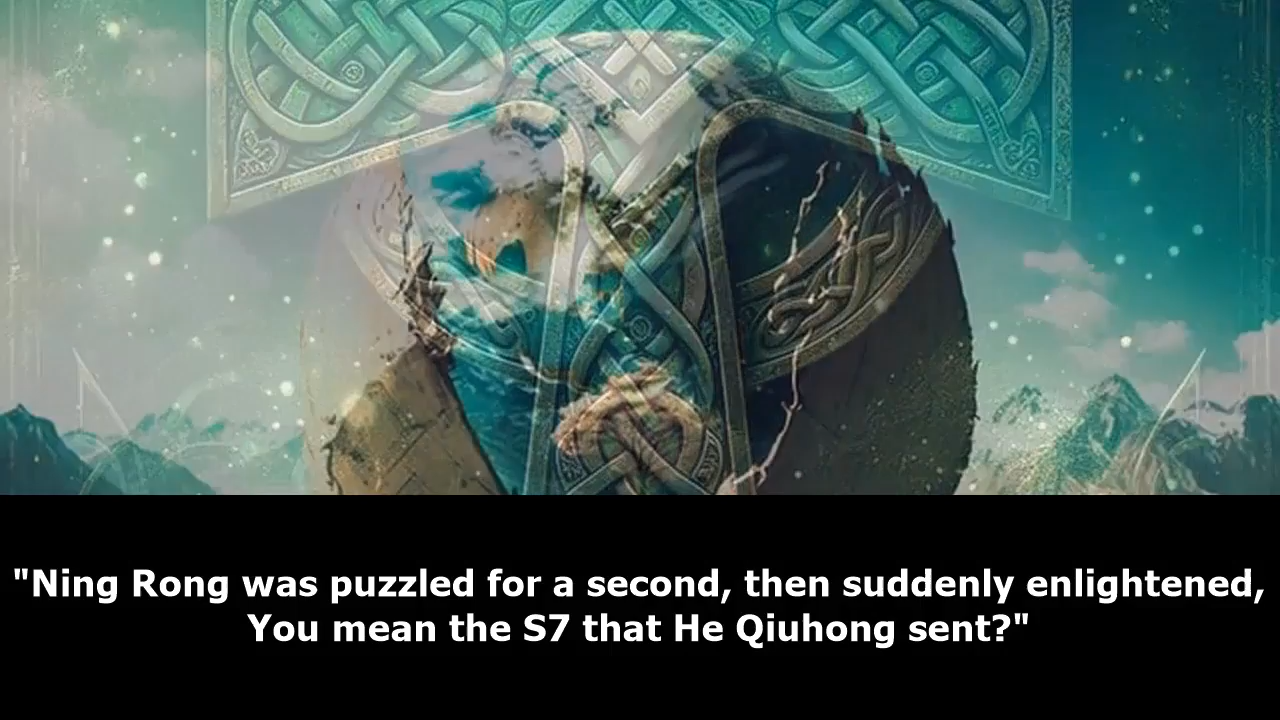 "Ning Rong was puzzled for a second, then suddenly enlightened,
You mean the S7 that He Qiuhong sent?"